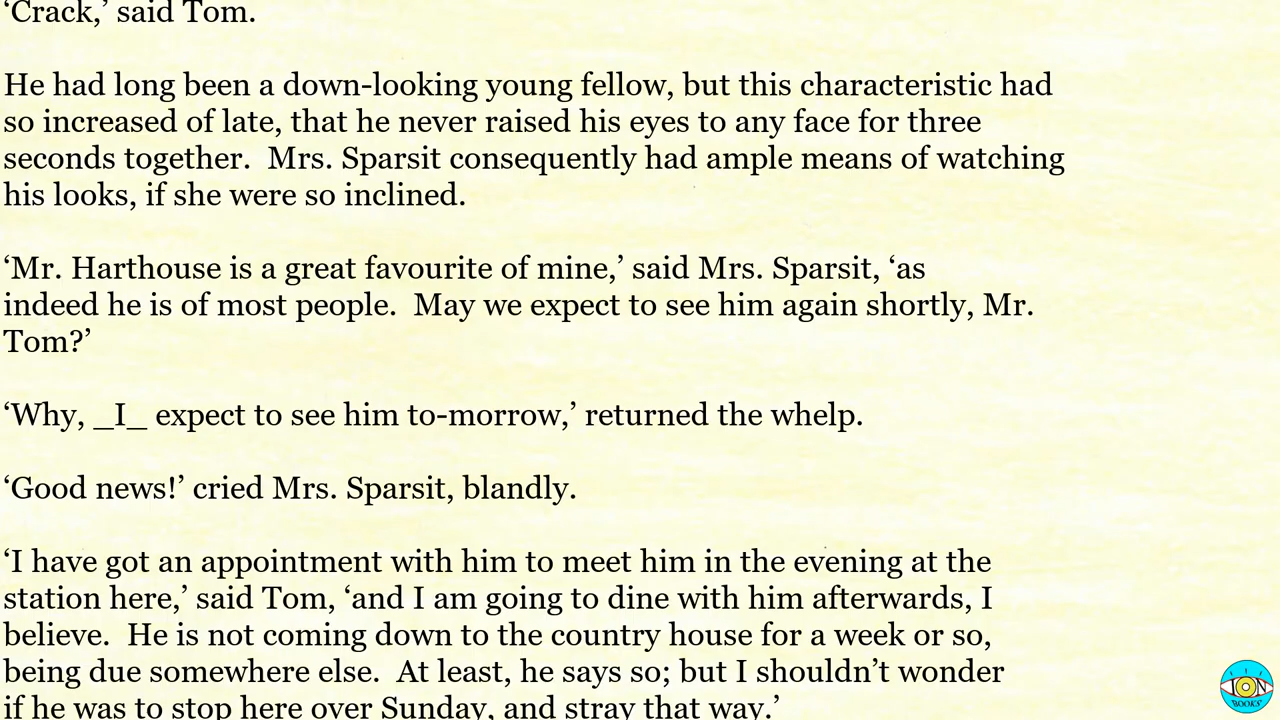 ‘Crack,’ said Tom.
He had long been a down-looking young fellow, but this characteristic had
so increased of late, that he never raised his eyes to any face for three
seconds together.  Mrs. Sparsit consequently had ample means of watching
his looks, if she were so inclined.
‘Mr. Harthouse is a great favourite of mine,’ said Mrs. Sparsit, ‘as
indeed he is of most people.  May we expect to see him again shortly, Mr.
Tom?’
‘Why, _I_ expect to see him to-morrow,’ returned the whelp.
‘Good news!’ cried Mrs. Sparsit, blandly.
‘I have got an appointment with him to meet him in the evening at the
station here,’ said Tom, ‘and I am going to dine with him afterwards, I
believe.  He is not coming down to the country house for a week or so,
being due somewhere else.  At least, he says so; but I shouldn’t wonder
if he was to stop here over Sunday, and stray that way.’
ION
BOOKS